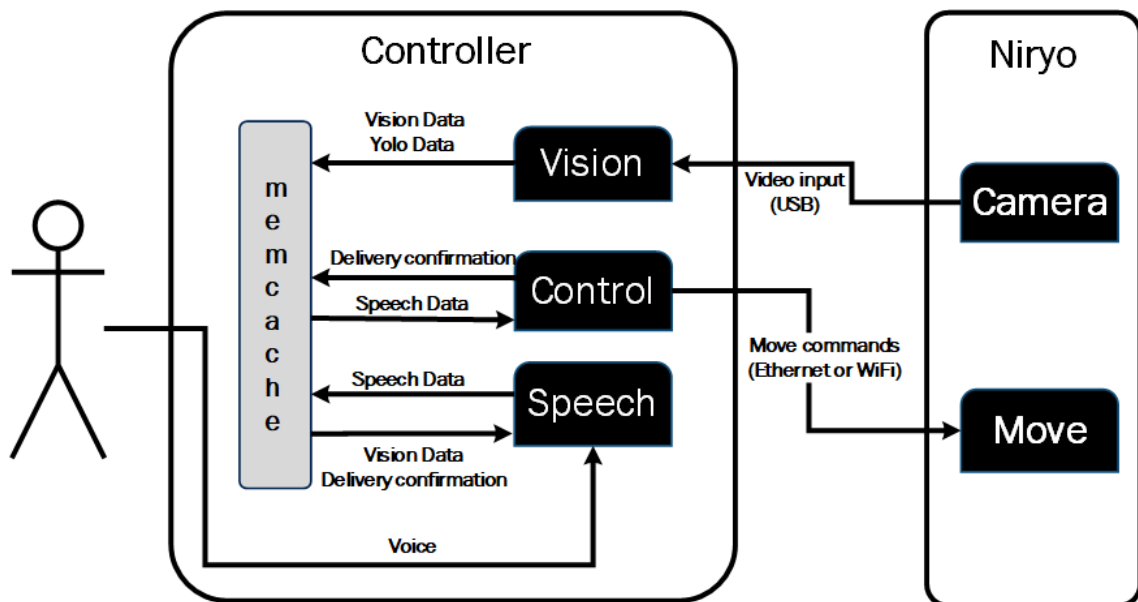 Controller
Niryo
memcache
Vision Data
Yolo Data
Vision
Video input
(USB)
Camera
Delivery confirmation
Control
Speech Data
Move commands
(Ethernet or WiFi)
Speech Data
Speech
Move
Vision Data
Delivery confirmation
Voice